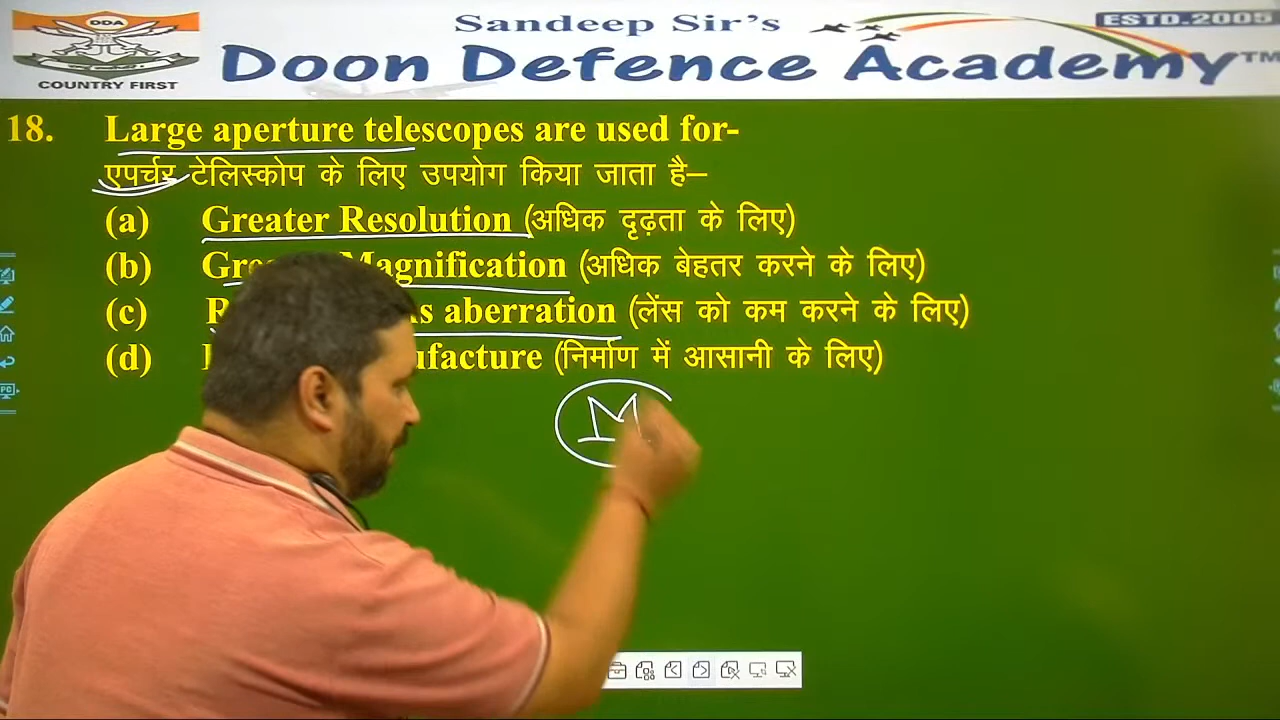 DDA
COUNTRY FIRST
Sandeep Sir's
ESTD.2005
Doon Defence Academy™
18. Large aperture telescopes are used for-
एपर्चर टेलिस्कोप के लिए उपयोग किया जाता है–
(a) Greater Resolution (अधिक दृढ़ता के लिए)
(b) Magnification (अधिक बेहतर करने के लिए)
(c) aberration (लेंस को कम करने के लिए)
(d) (निर्माण में आसानी के लिए)
M